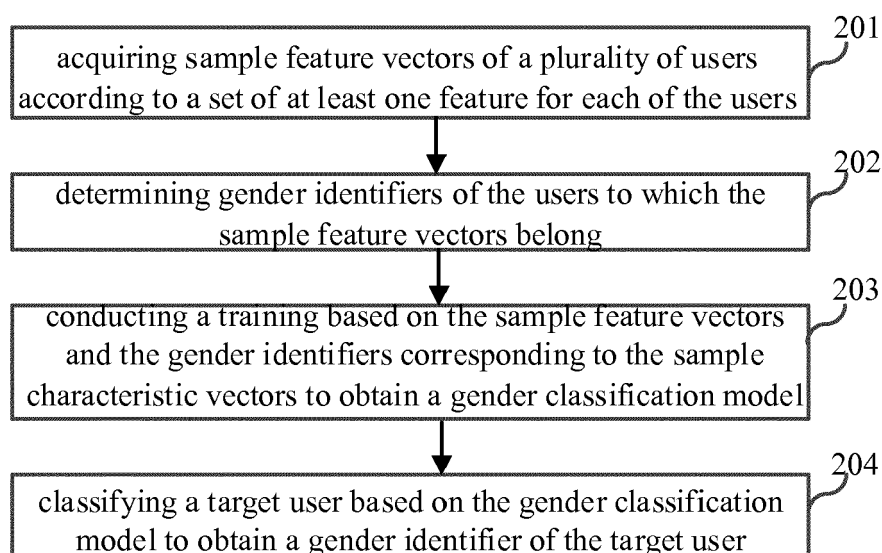 201
acquiring sample feature vectors of a plurality of users
according to a set of at least one feature for each of the users
202
determining gender identifiers of the users to which the
sample feature vectors belong
203
conducting a training based on the sample feature vectors
and the gender identifiers corresponding to the sample
characteristic vectors to obtain a gender classification model
204
classifying a target user based on the gender classification
model to obtain a gender identifier of the target user